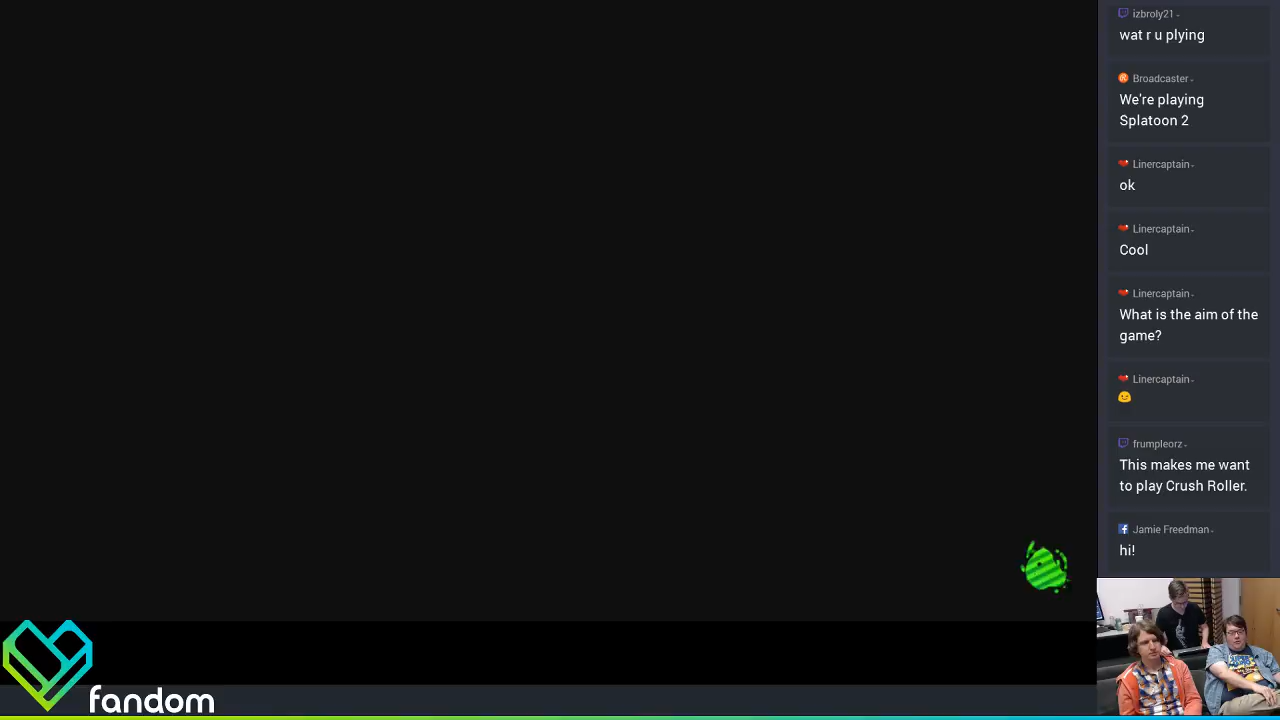 izbroly21
wat r u plying
Broadcaster
We're playing
Splatoon 2
Linercaptain
ok
Linercaptain
Cool
Linercaptain
What is the aim of the
game?
Linercaptain
frumpleorz
This makes me want
to play Crush Roller.
Jamie Freedman
hi!
fandom